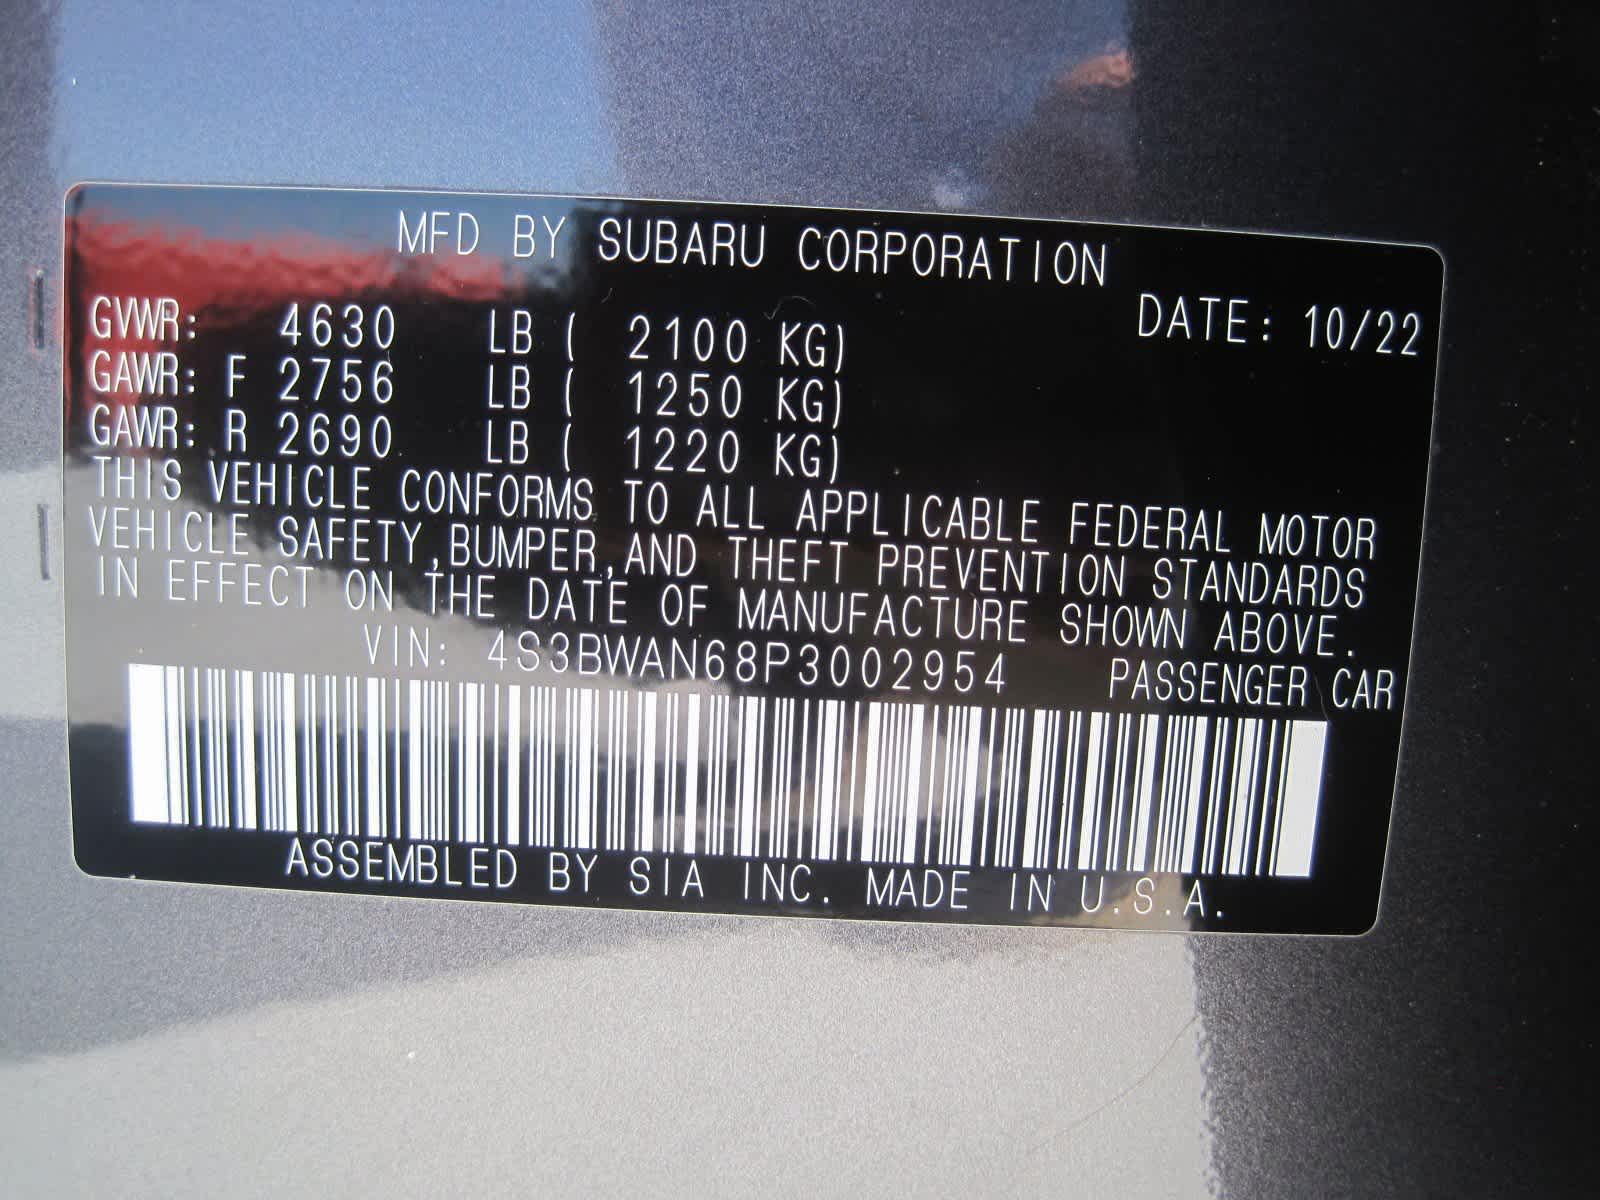 MFD BY SUBARU CORPORATION
DATE: 10/22
GVWR: 4630 LB ( 2100 KG)
GAWR: F 2756 LB ( 1250 KG)
GAWR: R 2690 LB ( 1220 KG)
THIS VEHICLE CONFORMS TO ALL APPLICABLE FEDERAL MOTOR
VEHICLE SAFETY,BUMPER,AND THEFT PREVENTION STANDARDS
IN EFFECT ON THE DATE OF MANUFACTURE SHOWN ABOVE.
VIN: 4S3BWAN68P3002954 PASSENGER CAR
ASSEMBLED BY SIA INC. MADE IN U.S.A.